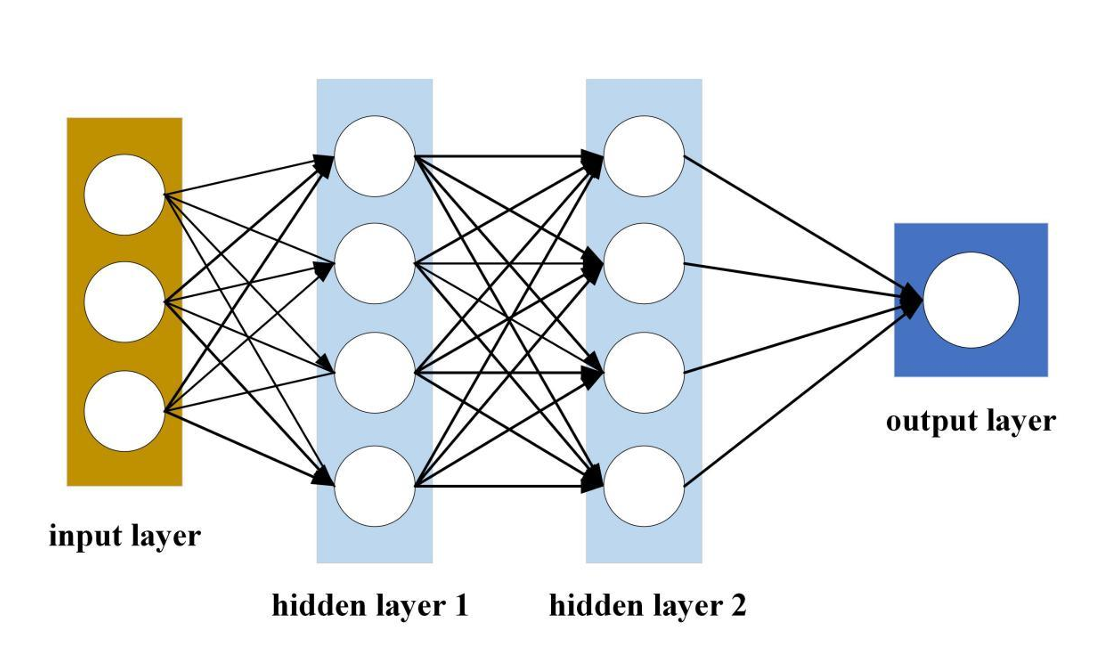 input layer
hidden layer 1
hidden layer 2
output layer